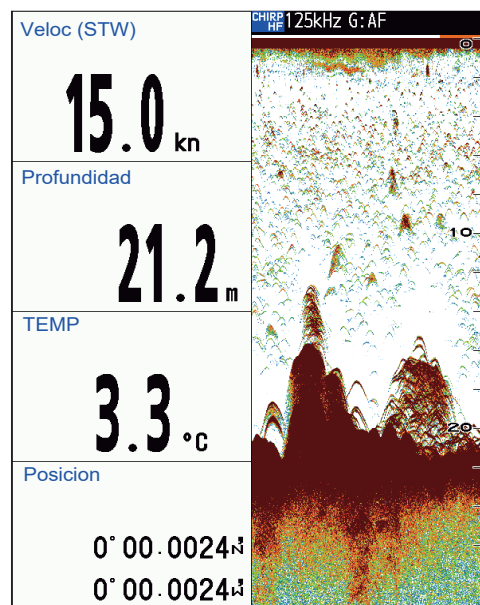 Veloc (STW)
15.0 kn
Profundidad
21.2 m
TEMP
3.3 °C
Posicion
0°00.0024 N
0°00.0024 W
CHIRP HF 125kHz G:AF
0
10
20